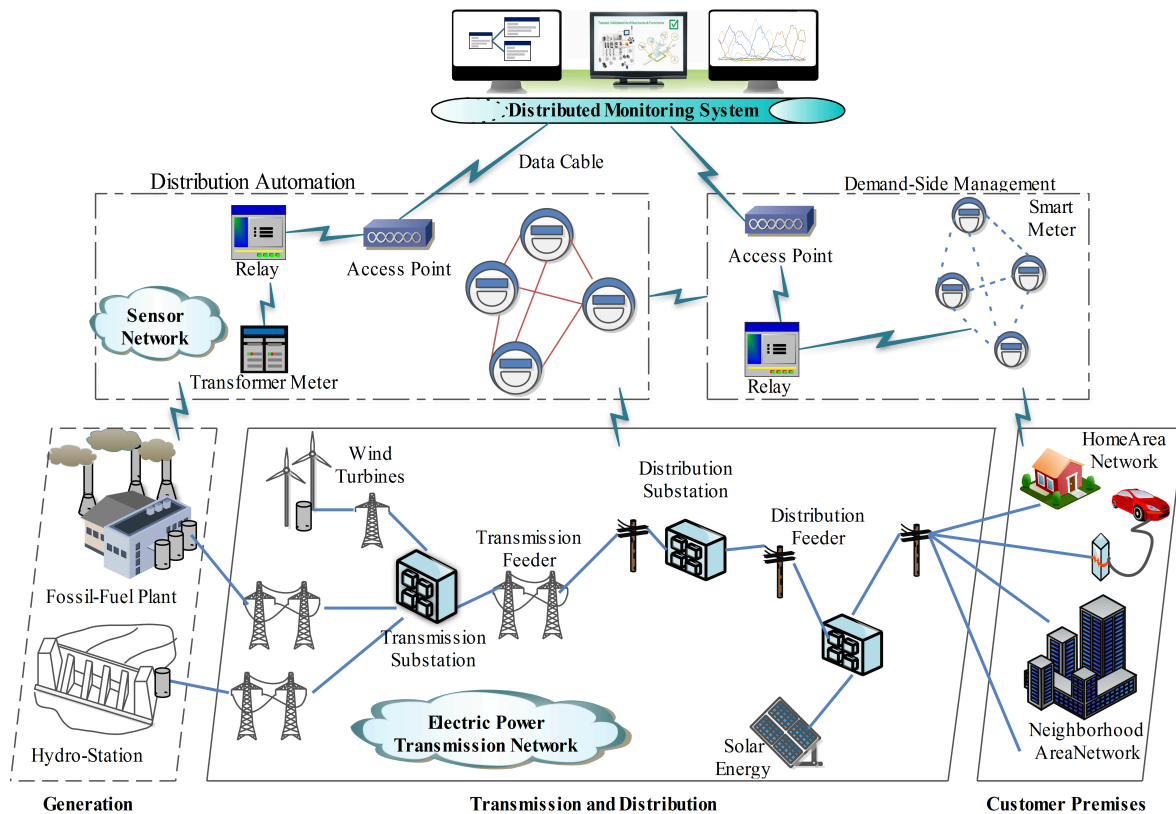 Distributed Monitoring System
Data Cable
Distribution Automation
Demand-Side Management
Smart
Meter
Relay
Access Point
Access Point
Sensor
Network
Transformer Meter
Relay
HomeArea
Network
Wind
Turbines
Distribution
Substation
Transmission
Feeder
Distribution
Feeder
Fossil-Fuel Plant
Transmission
Substation
Electric Power
Transmission Network
Neighborhood
AreaNetwork
Solar
Energy
Hydro-Station
Generation
Transmission and Distribution
Customer Premises